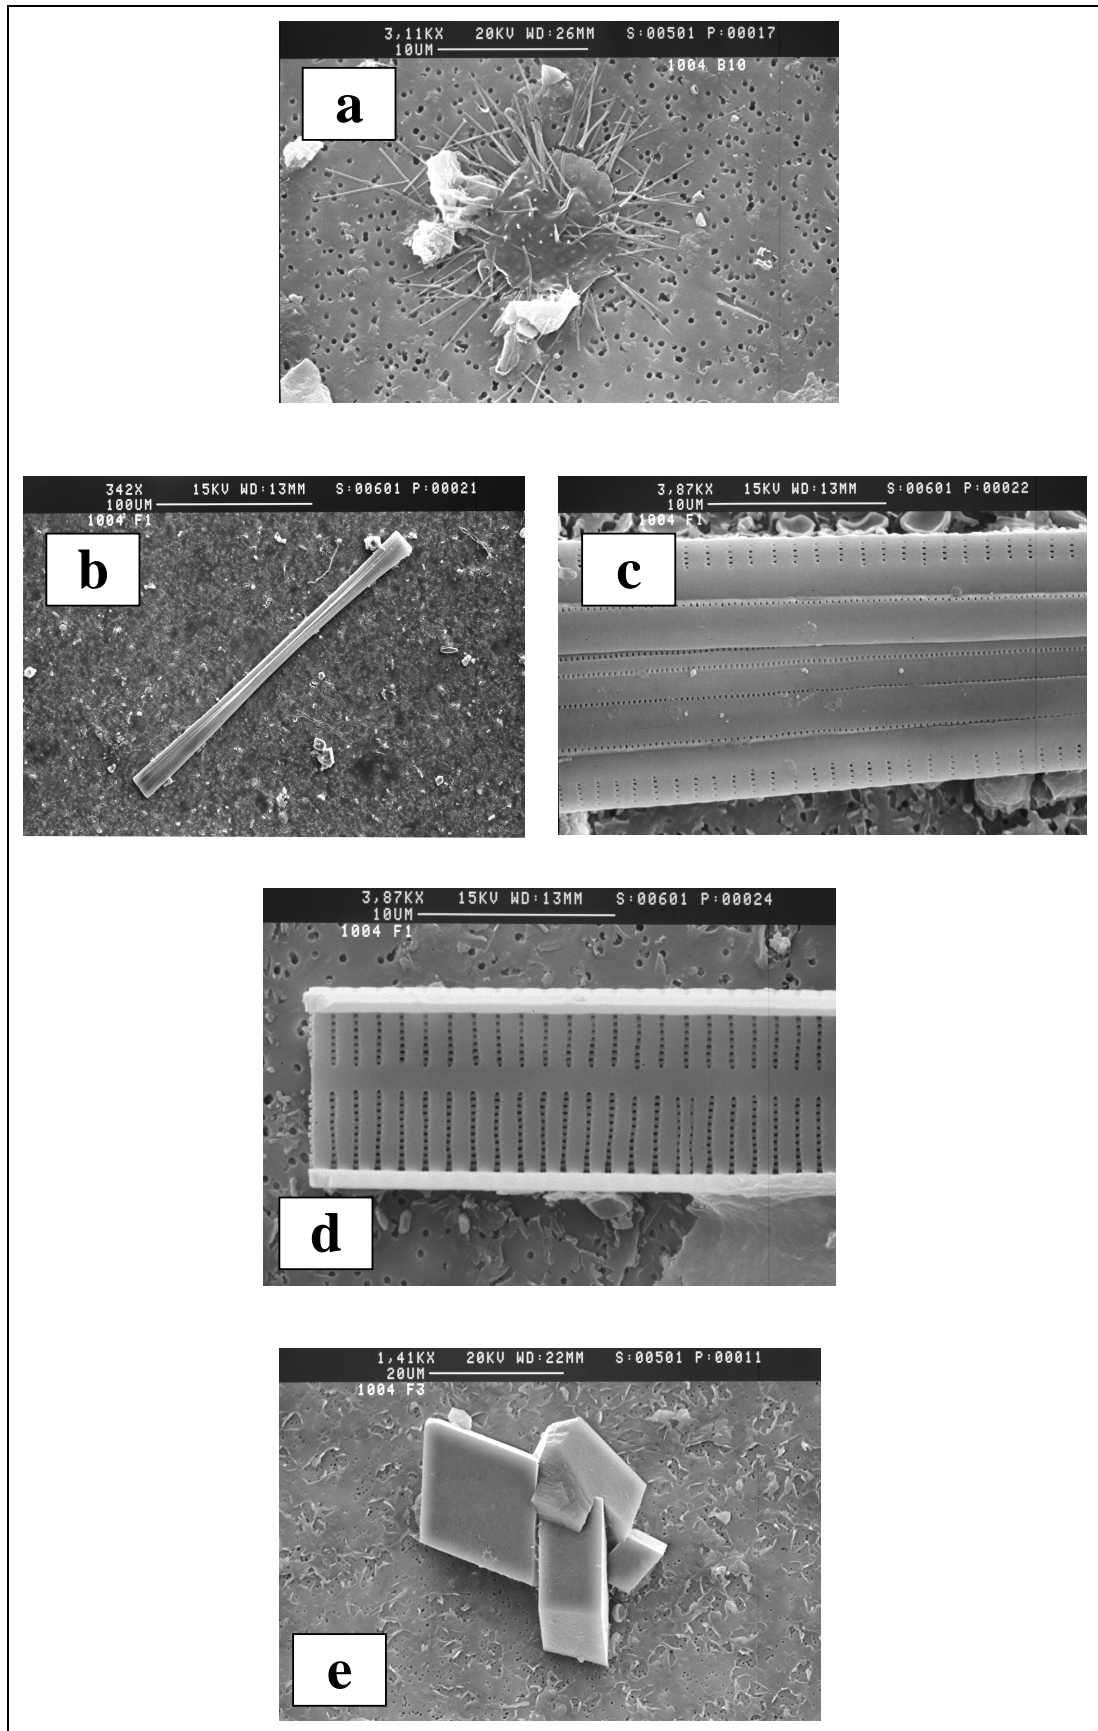 3,11KX 20KV WD:26MM S:00501 P:00017
10UM
1004 B10
a
342X 15KV WD:13MM S:00601 P:00021
100UM
1004 F1
b
3,87KX 15KV WD:13MM S:00601 P:00022
10UM
1004 F1
c
3,87KX 15KV WD:13MM S:00601 P:00024
10UM
1004 F1
d
1,41KX 20KV WD:22MM S:00501 P:00011
20UM
1004 F3
e